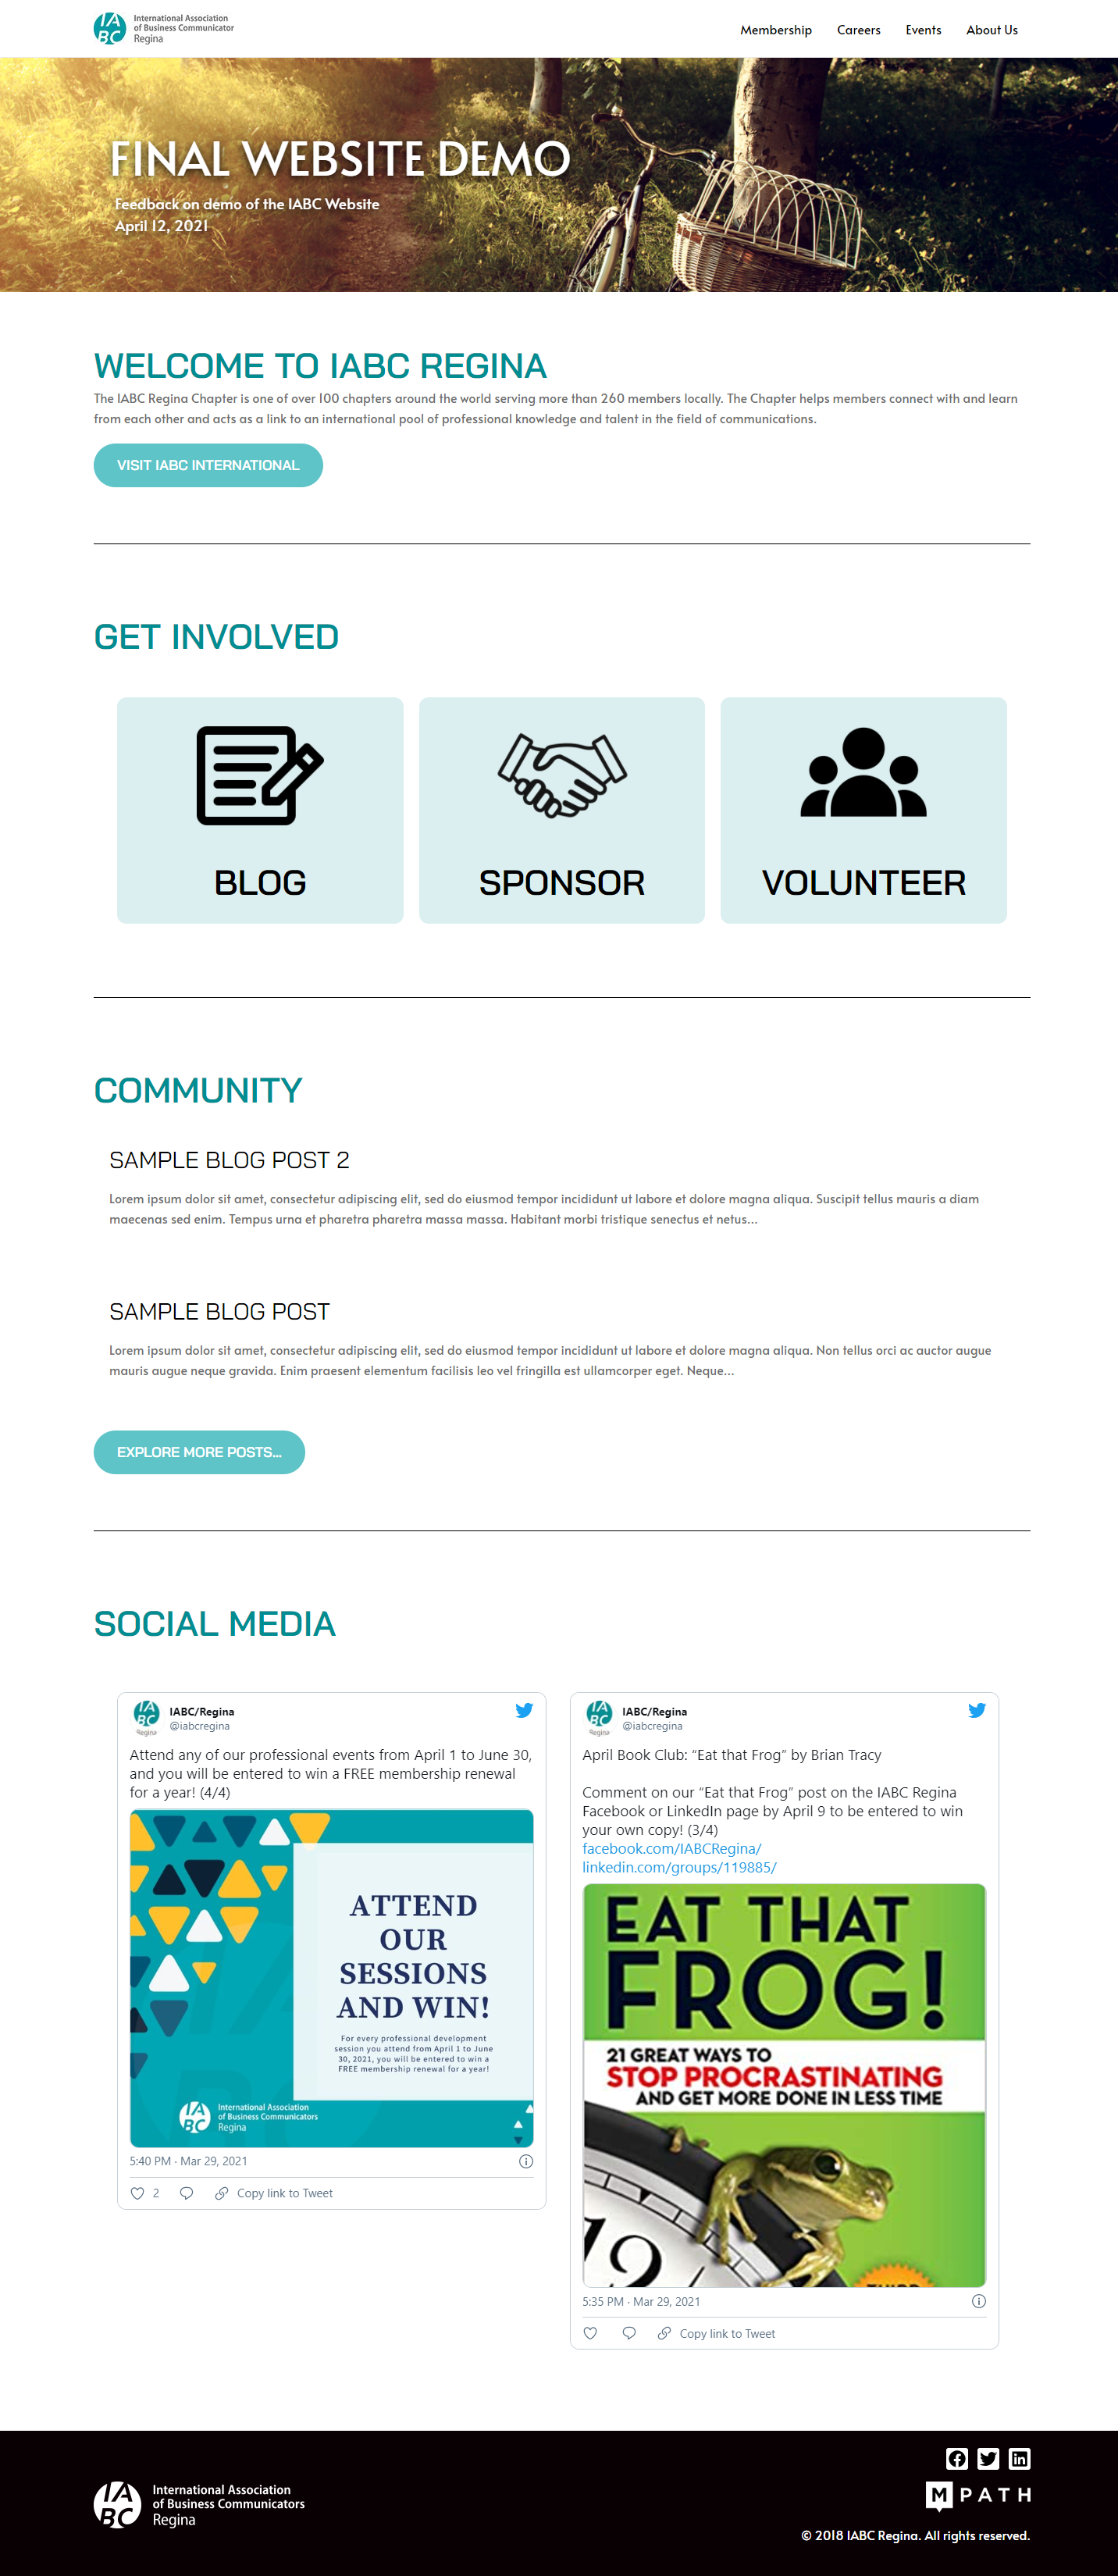 IABC
International Association
of Business Communicator
Regina
Membership
Careers
Events
About Us
FINAL WEBSITE DEMO
Feedback on demo of the IABC Website
April 12, 2021
WELCOME TO IABC REGINA
The IABC Regina Chapter is one of over 100 chapters around the world serving more than 260 members locally. The Chapter helps members connect with and learn
from each other and acts as a link to an international pool of professional knowledge and talent in the field of communications.
VISIT IABC INTERNATIONAL
GET INVOLVED
BLOG
SPONSOR
VOLUNTEER
COMMUNITY
SAMPLE BLOG POST 2
Lorem ipsum dolor sit amet, consectetur adipiscing elit, sed do eiusmod tempor incididunt ut labore et dolore magna aliqua. Suscipit tellus mauris a diam
maecenas sed enim. Tempus urna et pharetra pharetra massa massa. Habitant morbi tristique senectus et netus...
SAMPLE BLOG POST
Lorem ipsum dolor sit amet, consectetur adipiscing elit, sed do eiusmod tempor incididunt ut labore et dolore magna aliqua. Non tellus orci ac auctor augue
mauris augue neque gravida. Enim praesent elementum facilisis leo vel fringilla est ullamcorper eget. Neque...
EXPLORE MORE POSTS...
SOCIAL MEDIA
IABC
Regina
IABC/Regina
@iabcregina
Attend any of our professional events from April 1 to June 30,
and you will be entered to win a FREE membership renewal
for a year! (4/4)
ATTEND
OUR
SESSIONS
AND WIN!
For every professional development
session you attend from April 1 to June
30, 2021, you will be entered to win a
FREE membership renewal for a year!
IABC
International Association
of Business Communicators
Regina
5:40 PM · Mar 29, 2021
2
Copy link to Tweet
IABC
Regina
IABC/Regina
@iabcregina
April Book Club: “Eat that Frog” by Brian Tracy
Comment on our “Eat that Frog” post on the IABC Regina
Facebook or LinkedIn page by April 9 to be entered to win
your own copy! (3/4)
facebook.com/IABCRegina/
linkedin.com/groups/119885/
EAT THAT
FROG!
21 GREAT WAYS TO
STOP PROCRASTINATING
AND GET MORE DONE IN LESS TIME
12
THIRD
5:35 PM · Mar 29, 2021
Copy link to Tweet
IABC
International Association
of Business Communicators
Regina
MPATH
© 2018 IABC Regina. All rights reserved.